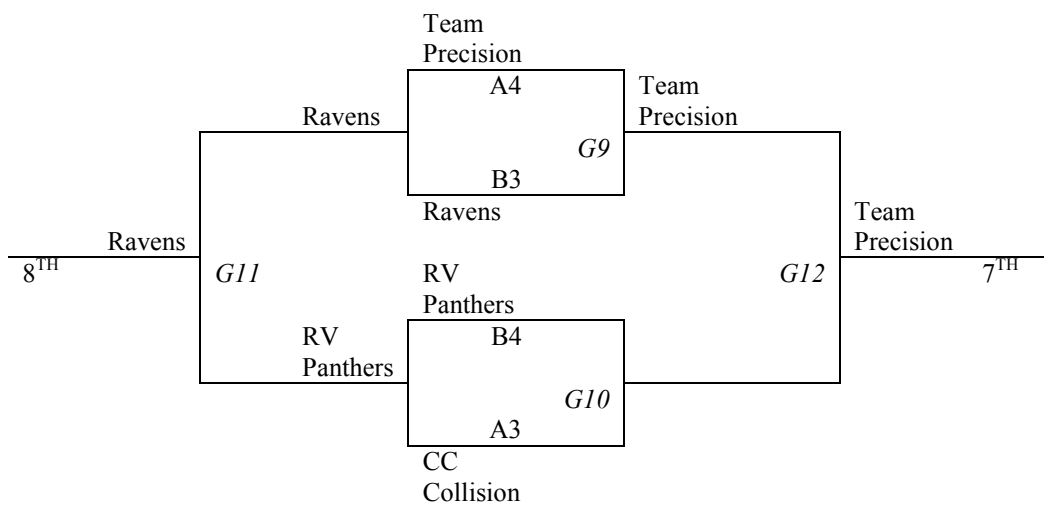 Team
Precision
A4
Team
Precision
Ravens
G9
B3
Ravens
Team
Precision
Ravens
8TH
G11
RV
Panthers
G12
7TH
RV
Panthers
B4
G10
A3
CC
Collision